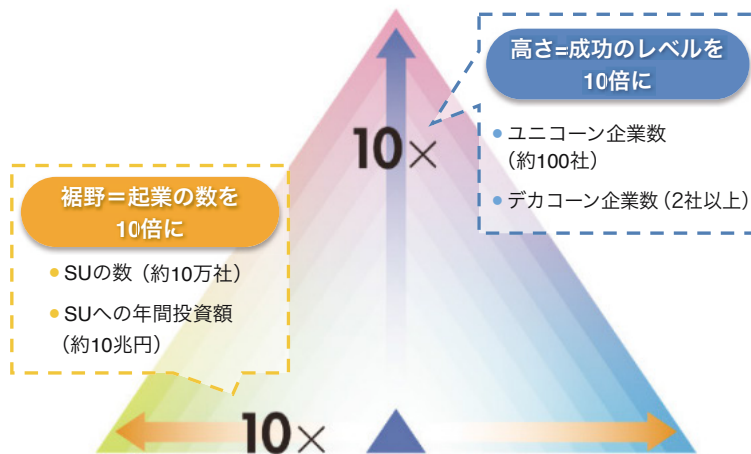 高さ=成功のレベルを
10倍に
• ユニコーン企業数
(約100社)
• デカコーン企業数(2社以上)
10×
裾野＝起業の数を
10倍に
• SUの数(約10万社)
• SUへの年間投資額
(約10兆円)
10×